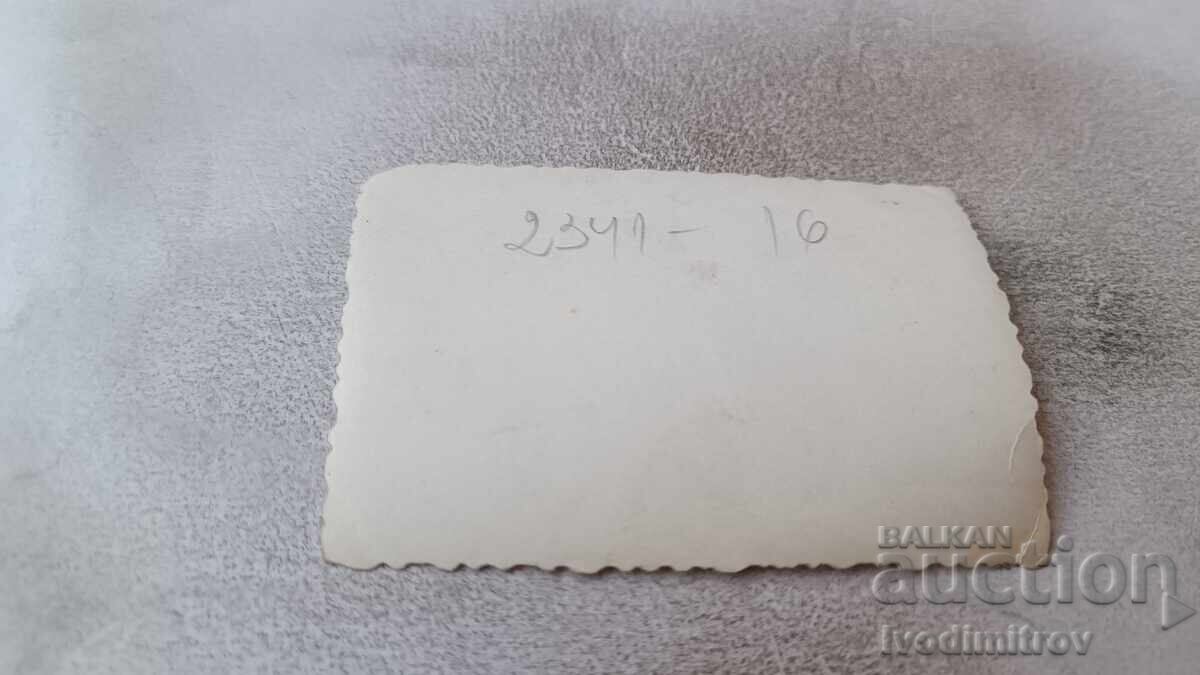 2341 - 16
BALKAN
auction
Ivodimitrov